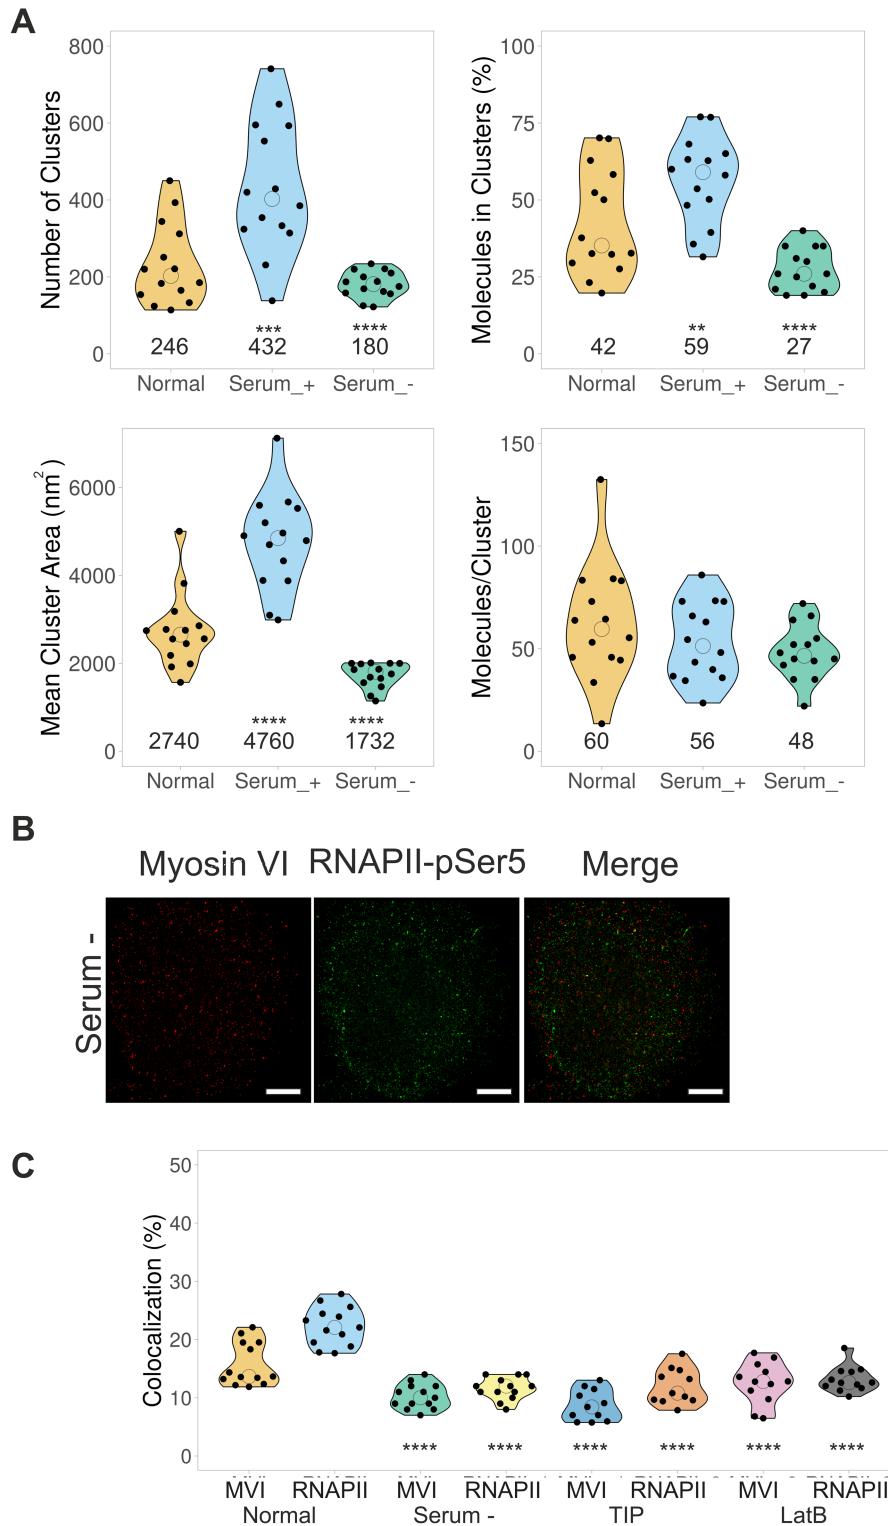 A
Number of Clusters
800
600
400
200
0
*** ****
246 432 180
Normal Serum_+ Serum_-
Molecules in Clusters (%)
100
75
50
25
0
** ****
42 59 27
Normal Serum_+ Serum_-
Mean Cluster Area (nm²)
6000
4000
2000
0
**** ****
2740 4760 1732
Normal Serum_+ Serum_-
Molecules/Cluster
150
100
50
0
60 56 48
Normal Serum_+ Serum_-
B
Myosin VI RNAPII-pSer5 Merge
Serum -
C
Colocalization (%)
50
40
30
20
10
0
**** **** **** **** **** ****
MVI RNAPII MVI RNAPII MVI RNAPII MVI RNAPII
Normal Serum - TIP LatB